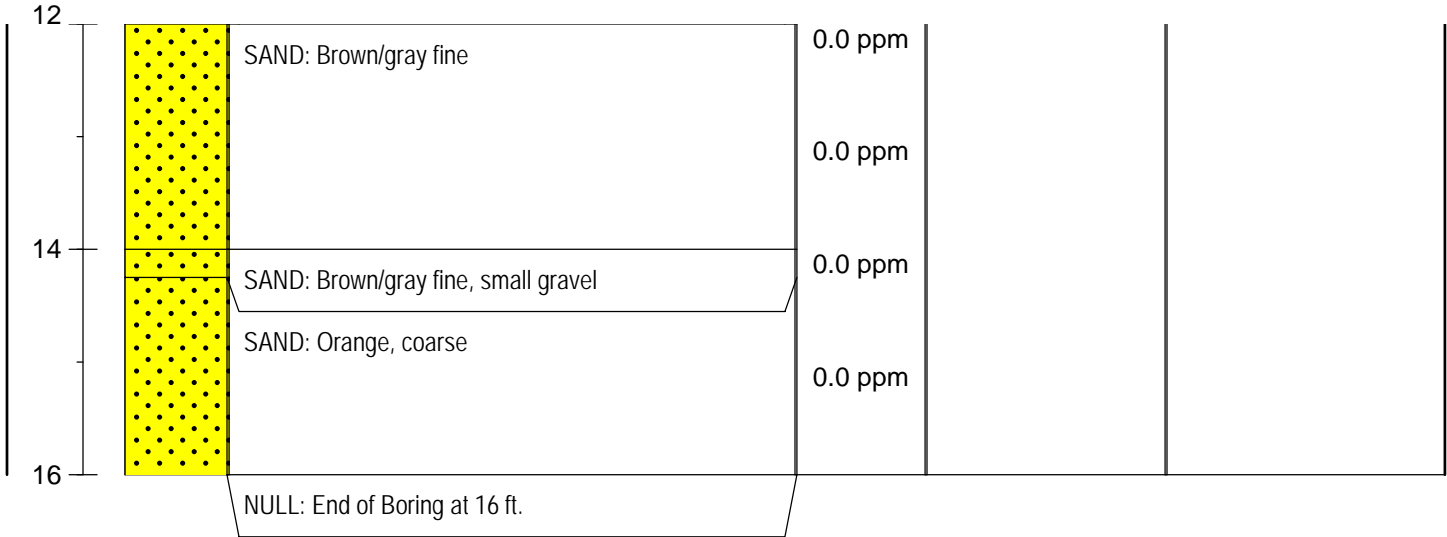 12
SAND: Brown/gray fine
0.0 ppm
0.0 ppm
14
SAND: Brown/gray fine, small gravel
0.0 ppm
SAND: Orange, coarse
0.0 ppm
16
NULL: End of Boring at 16 ft.